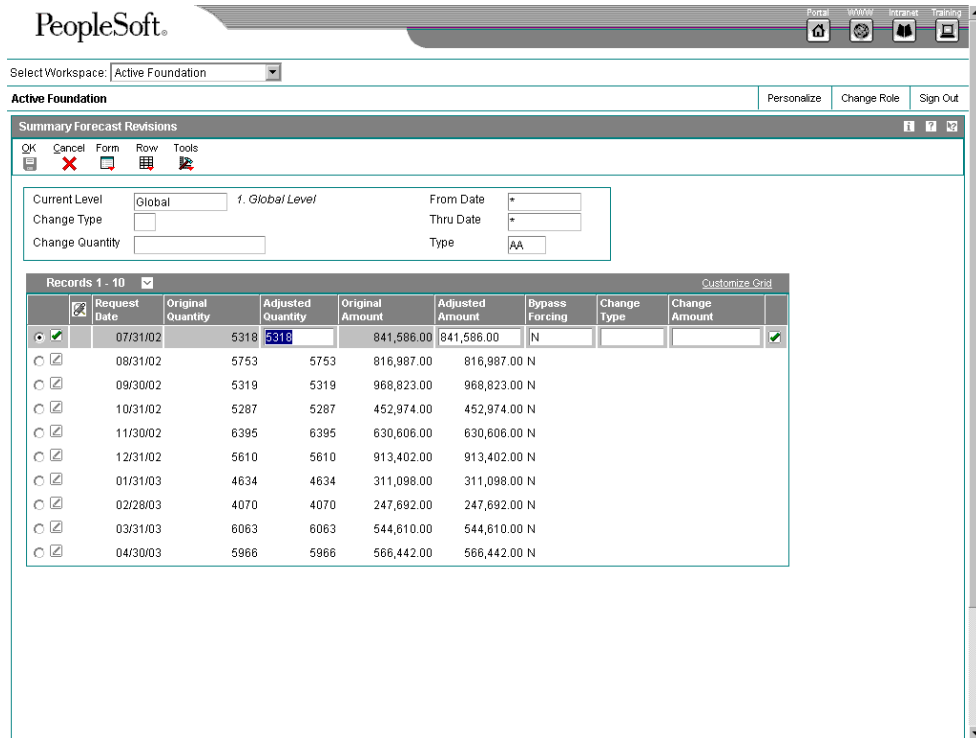 Portal WWW Intranet Training
PeopleSoft®
Select Workspace: Active Foundation
Active Foundation Personalize Change Role Sign Out
Summary Forecast Revisions i ? ?
OK Cancel Form Row Tools
Current Level Global 1. Global Level From Date *
Change Type Thru Date *
Change Quantity Type AA
Records 1 - 10 Customize Grid
Request Date Original Quantity Adjusted Quantity Original Amount Adjusted Amount Bypass Forcing Change Type Change Amount
07/31/02 5318 5318 841,586.00 841,586.00 N
08/31/02 5753 5753 816,987.00 816,987.00 N
09/30/02 5319 5319 968,823.00 968,823.00 N
10/31/02 5287 5287 452,974.00 452,974.00 N
11/30/02 6395 6395 630,606.00 630,606.00 N
12/31/02 5610 5610 913,402.00 913,402.00 N
01/31/03 4634 4634 311,098.00 311,098.00 N
02/28/03 4070 4070 247,692.00 247,692.00 N
03/31/03 6063 6063 544,610.00 544,610.00 N
04/30/03 5966 5966 566,442.00 566,442.00 N